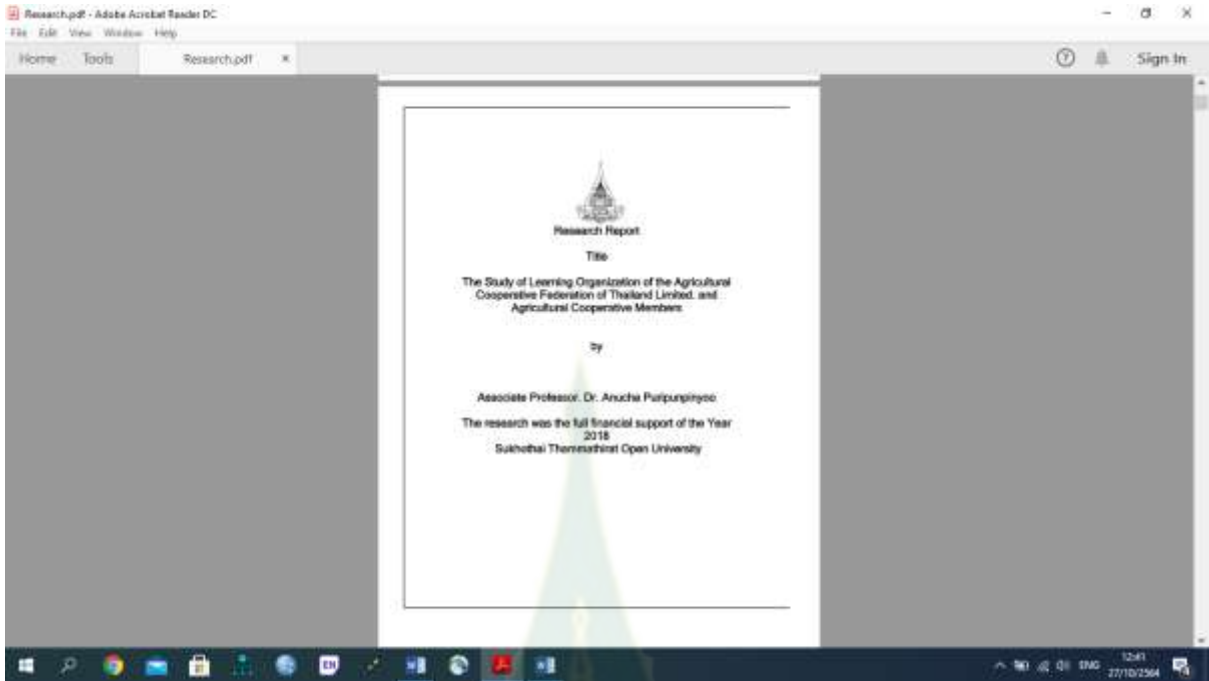 Research.pdf - Adobe Acrobat Reader DC
File Edit View Window Help
Home Tools Research.pdf × Sign In
Research Report
Title
The Study of Learning Organization of the Agricultural
Cooperative Federation of Thailand Limited. and
Agricultural Cooperative Members
by
Associate Professor. Dr. Anucha Puripunpinyoo
The research was the full financial support of the Year
2018
Sukhothai Thammathirat Open University
EN
ENG
12:41
27/10/2564